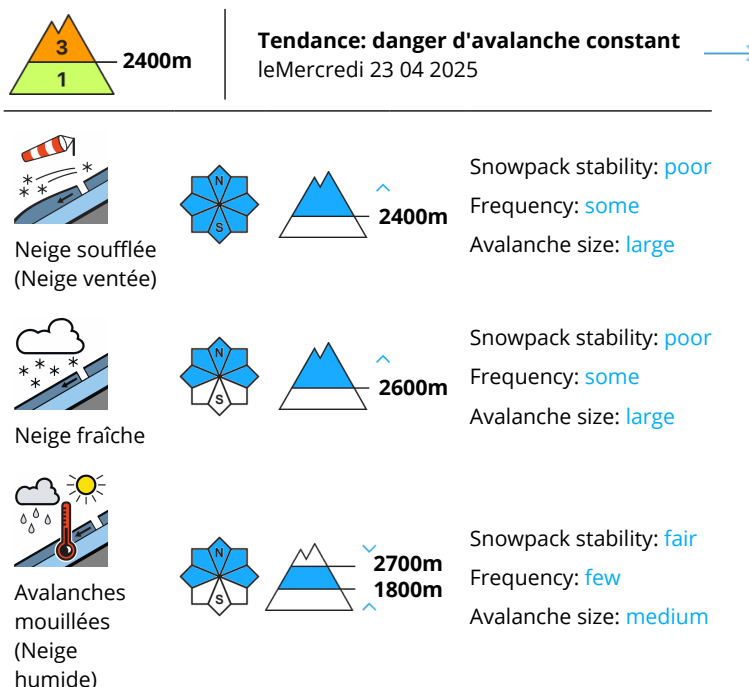 3
1
2400m
Tendance: danger d'avalanche constant
leMercredi 23 04 2025
Neige soufflée
(Neige ventée)
N
S
2400m
Snowpack stability: poor
Frequency: some
Avalanche size: large
Neige fraîche
N
S
2600m
Snowpack stability: poor
Frequency: some
Avalanche size: large
Avalanches
mouillées
(Neige
humide)
N
S
2700m
1800m
Snowpack stability: fair
Frequency: few
Avalanche size: medium